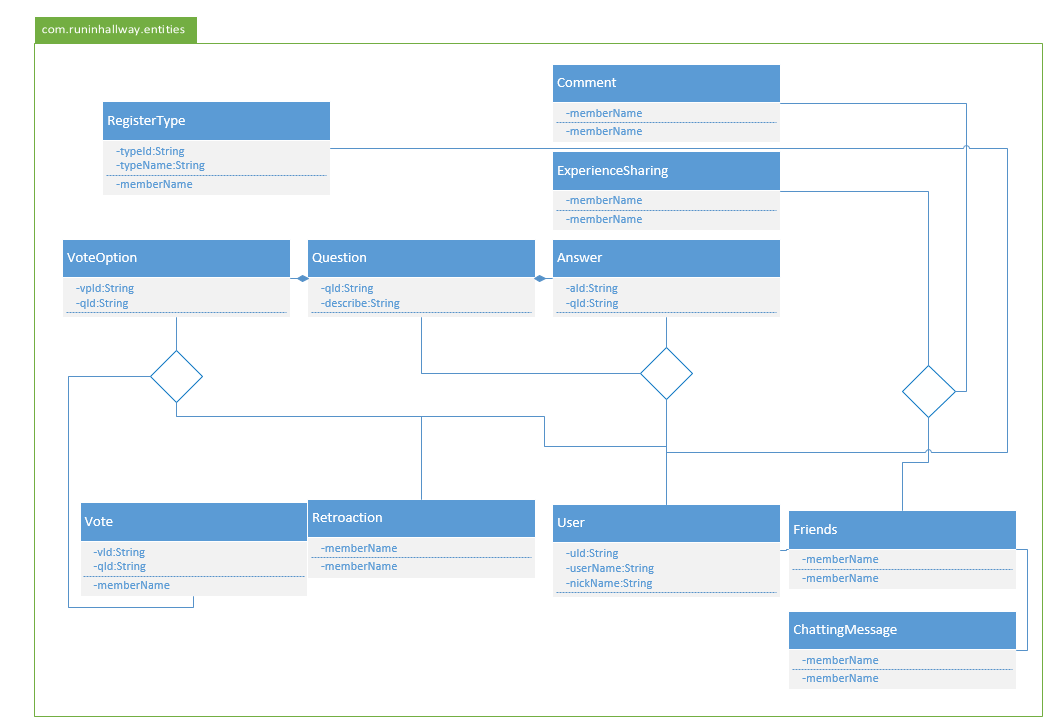 com.runinhallway.entities
Comment
-memberName
-memberName
RegisterType
-typeId:String
-typeName:String
-memberName
ExperienceSharing
-memberName
-memberName
VoteOption
-vpId:String
-qId:String
Question
-qId:String
-describe:String
Answer
-aId:String
-qId:String
Vote
-vId:String
-qId:String
-memberName
Retroaction
-memberName
-memberName
User
-uId:String
-userName:String
-nickName:String
Friends
-memberName
-memberName
ChattingMessage
-memberName
-memberName